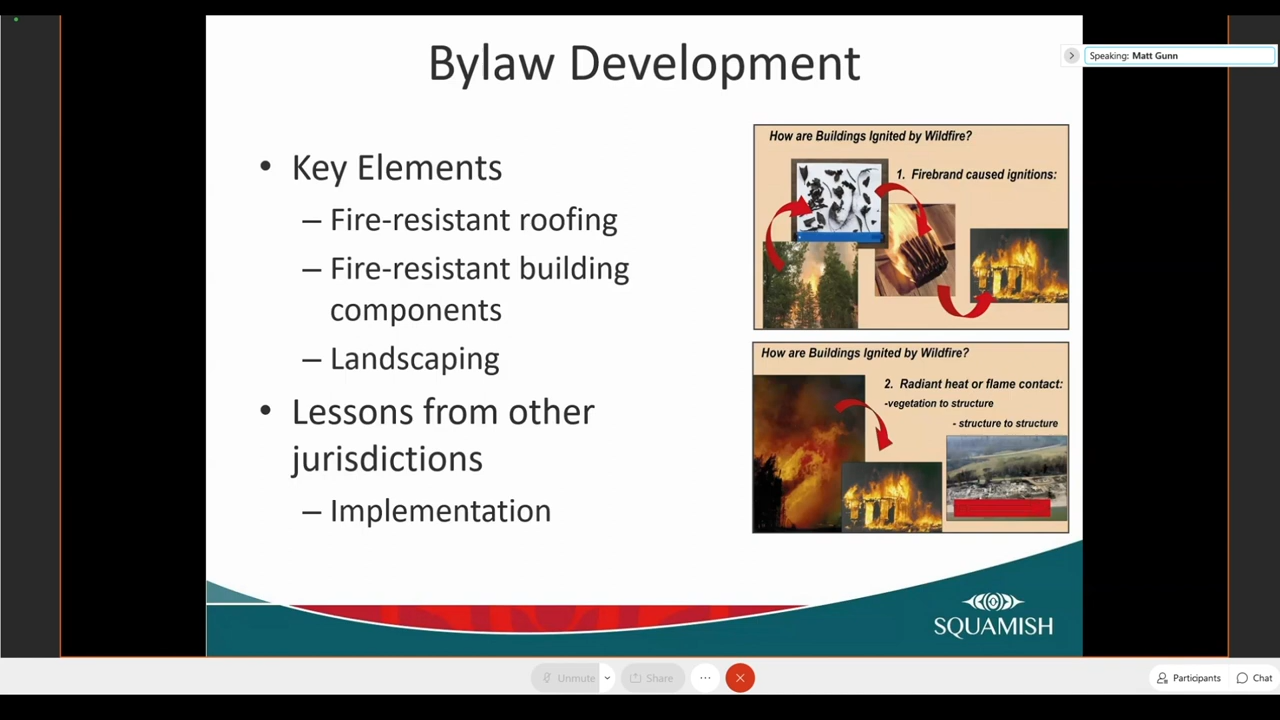 Bylaw Development
Speaking: Matt Gunn
• Key Elements
– Fire-resistant roofing
– Fire-resistant building
components
– Landscaping
• Lessons from other
jurisdictions
– Implementation
How are Buildings Ignited by Wildfire?
1. Firebrand caused ignitions:
How are Buildings Ignited by Wildfire?
2. Radiant heat or flame contact:
-vegetation to structure
- structure to structure
SQUAMISH
Unmute
Share
Participants
Chat